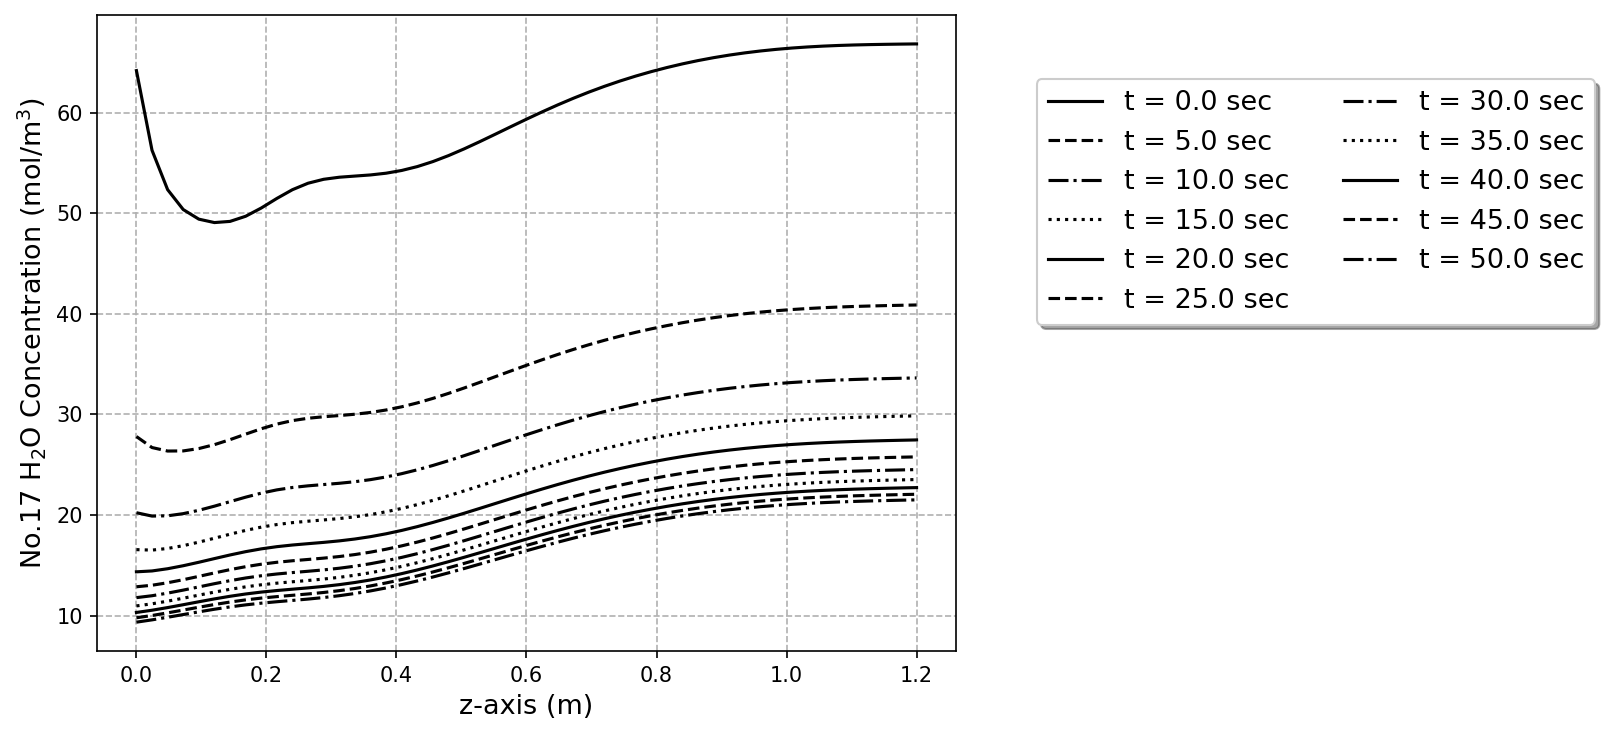 No.17 H₂O Concentration (mol/m³)
60
50
40
30
20
10
0.0 0.2 0.4 0.6 0.8 1.0 1.2
z-axis (m)
t = 0.0 sec
t = 5.0 sec
t = 10.0 sec
t = 15.0 sec
t = 20.0 sec
t = 25.0 sec
t = 30.0 sec
t = 35.0 sec
t = 40.0 sec
t = 45.0 sec
t = 50.0 sec